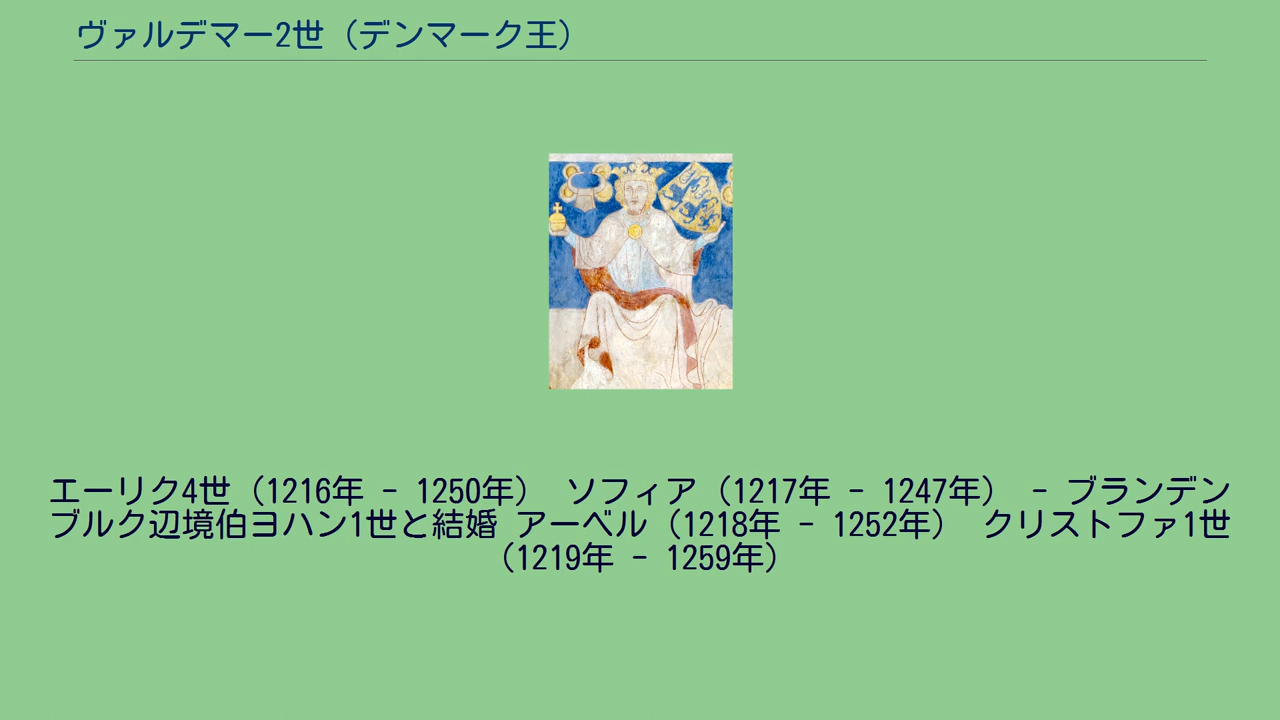 ヴァルデマー2世（デンマーク王）
エーリク4世（1216年 - 1250年） ソフィア（1217年 - 1247年） - ブランデン
ブルク辺境伯ヨハン1世と結婚 アーベル（1218年 - 1252年） クリストファ1世
（1219年 - 1259年）